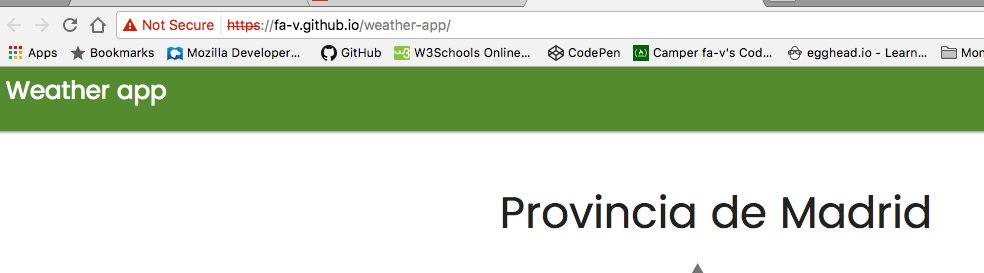 Not Secure https://fa-v.github.io/weather-app/
Apps Bookmarks Mozilla Developer... GitHub W3Schools Online... CodePen Camper fa-v's Cod... egghead.io - Learn... Mon
Weather app
Provincia de Madrid